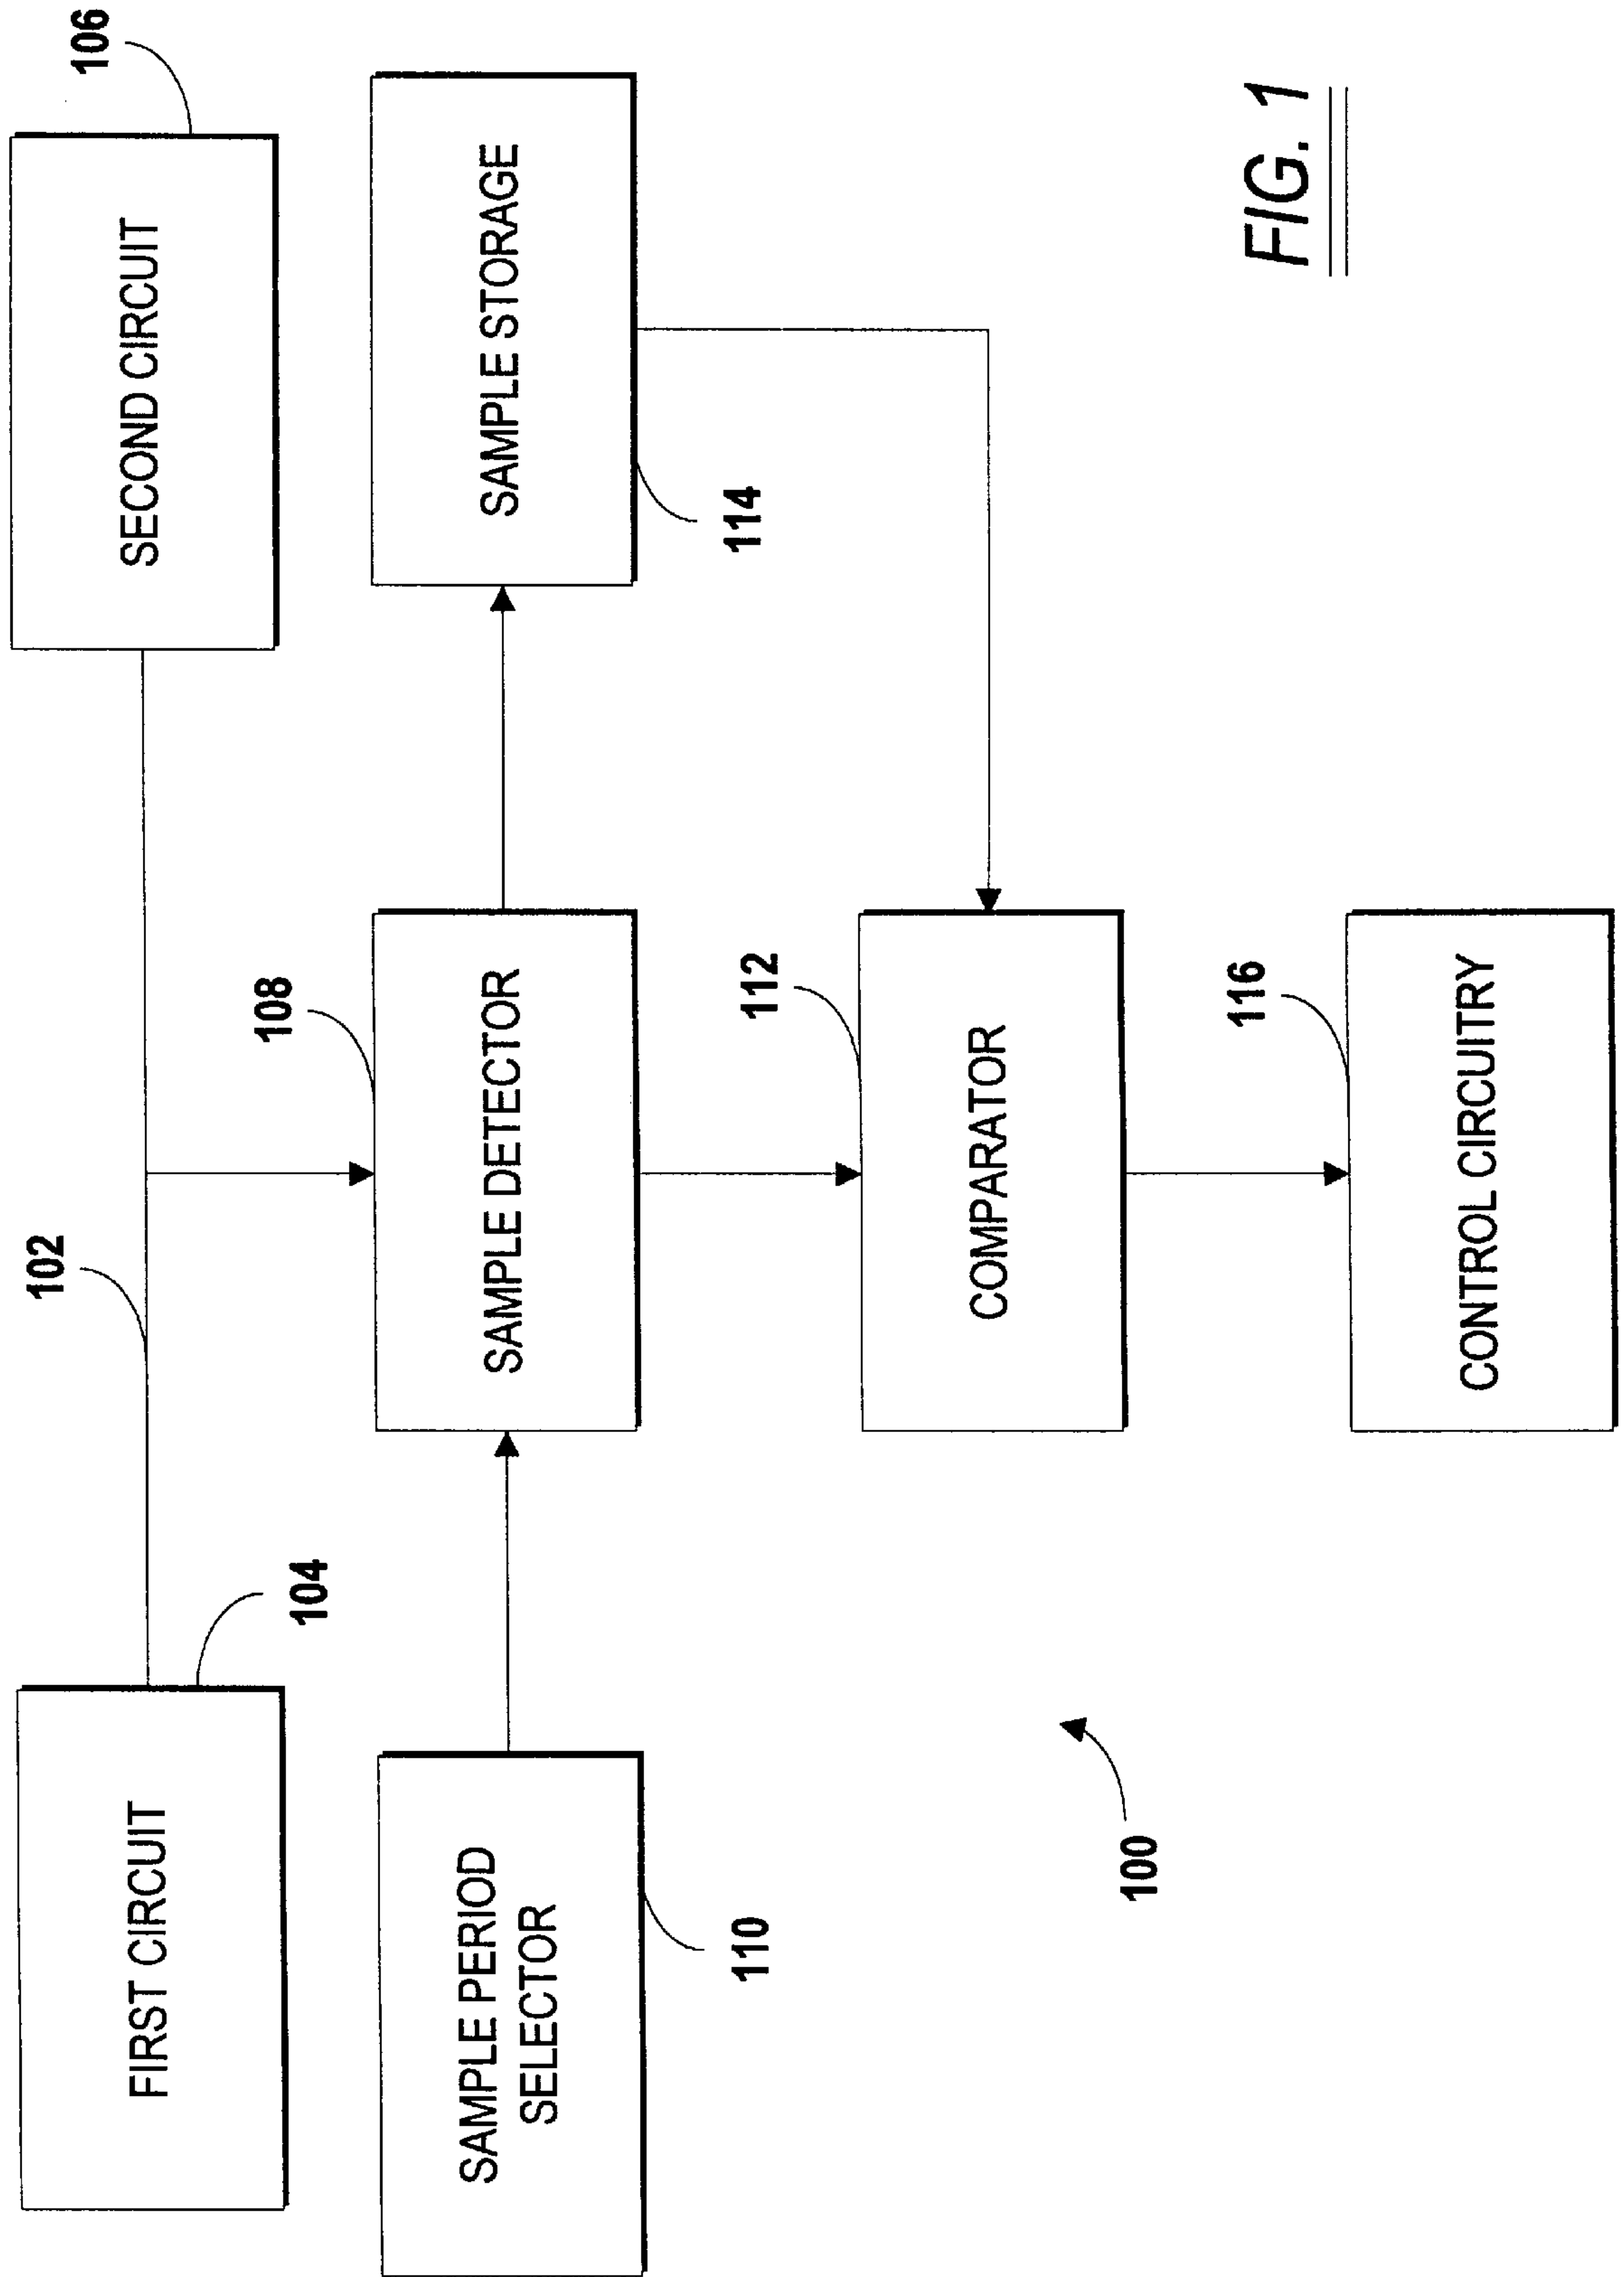 FIRST CIRCUIT
104
102
SECOND CIRCUIT
106
SAMPLE PERIOD
SELECTOR
110
SAMPLE DETECTOR
108
SAMPLE STORAGE
114
COMPARATOR
112
CONTROL CIRCUITRY
116
100
FIG. 1